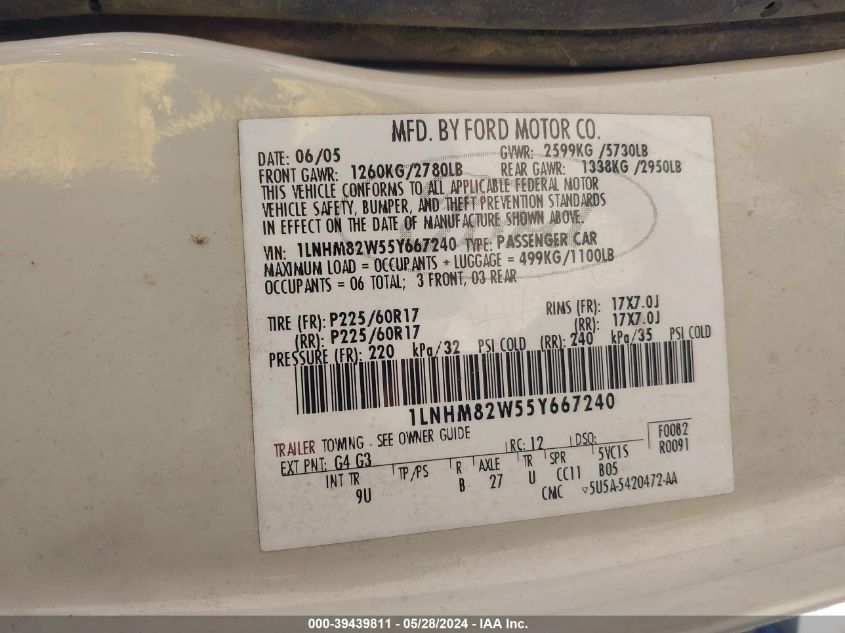 MFD. BY FORD MOTOR CO.
DATE: 06/05 GVWR: 2599KG /5730LB
FRONT GAWR: 1260KG/2780LB REAR GAWR: 1338KG /2950LB
THIS VEHICLE CONFORMS TO ALL APPLICABLE FEDERAL MOTOR
VEHICLE SAFETY, BUMPER, AND THEFT PREVENTION STANDARDS
IN EFFECT ON THE DATE OF MANUFACTURE SHOWN ABOVE.
VIN: 1LNHM82W55Y667240 TYPE: PASSENGER CAR
MAXIMUM LOAD = OCCUPANTS + LUGGAGE = 499KG/1100LB
OCCUPANTS = 06 TOTAL; 3 FRONT, 03 REAR
TIRE (FR): P225/60R17 RIMS (FR): 17X7.0J
(RR): P225/60R17 (RR): 17X7.0J
PRESSURE (FR): 220 kPa/32 PSI COLD (RR): 240 kPa/35 PSI COLD
1LNHM82W55Y667240
TRAILER TOWING - SEE OWNER GUIDE
RC: 12 DSO: F0082
EXT PNT: G4 G3 R0091
INT TR TP/PS R AXLE TR SPR 5YC1S
9U B 27 U CC11 B05
CMC ▽5U5A-5420472-AA
000-39439811 - 05/28/2024 - IAA Inc.